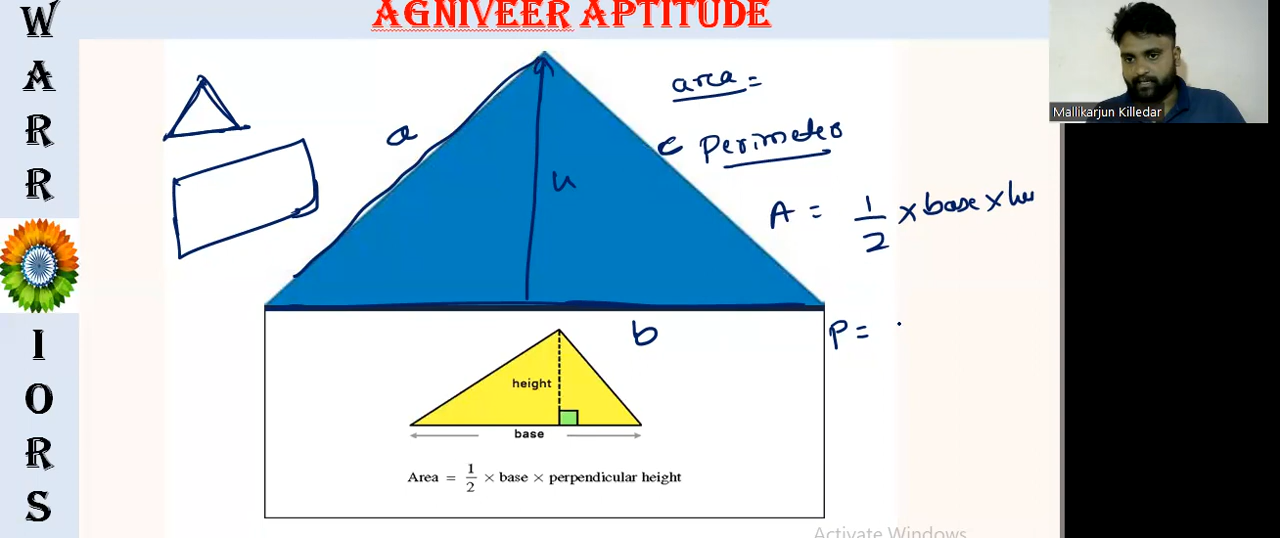 AGNIVEER APTITUDE
W
A
R
R
I
O
R
S
Mallikarjun Killedar
area =
Perimeter
a
c
h
A = 1/2 × base × hei
b
P =
height
base
Area = 1/2 × base × perpendicular height
Activate Windows